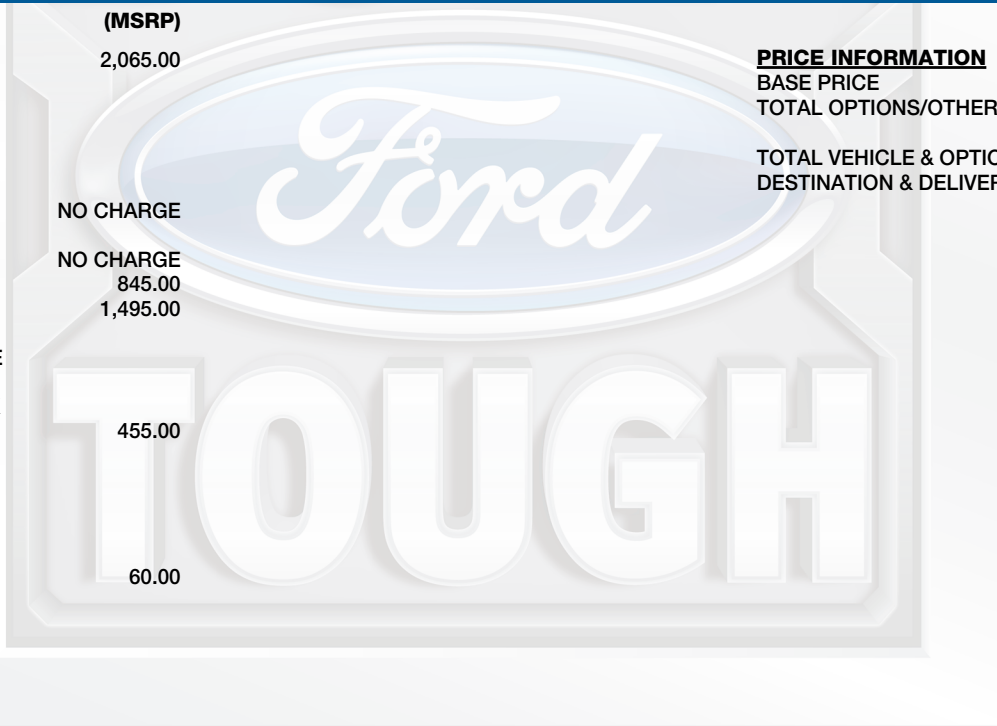 (MSRP)
2,065.00
NO CHARGE
NO CHARGE
845.00
1,495.00
E
455.00
60.00
PRICE INFORMATION
BASE PRICE
TOTAL OPTIONS/OTHER
TOTAL VEHICLE & OPTIO
DESTINATION & DELIVER
Ford
TOUGH